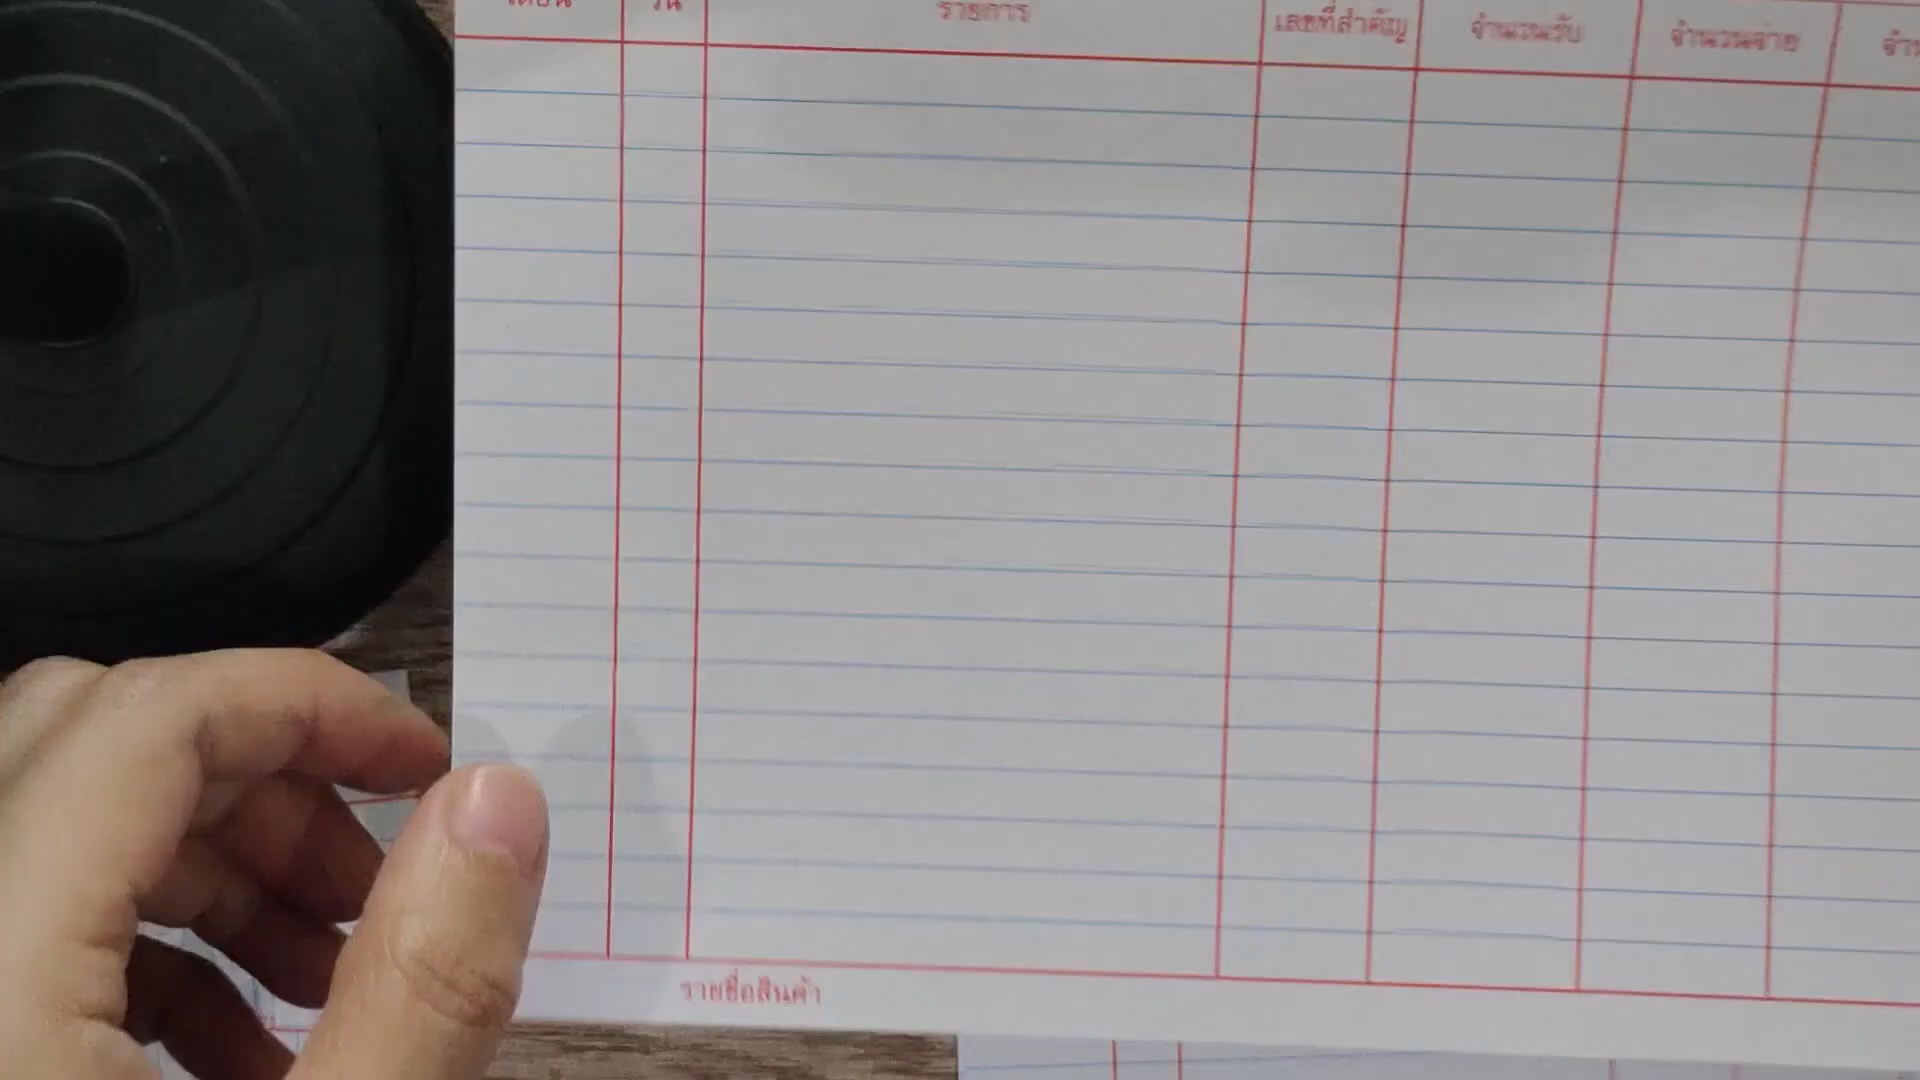 เดือน วัน รายการ เลขที่สำคัญ จำนวนรับ จำนวนจ่าย
รายชื่อสินค้า